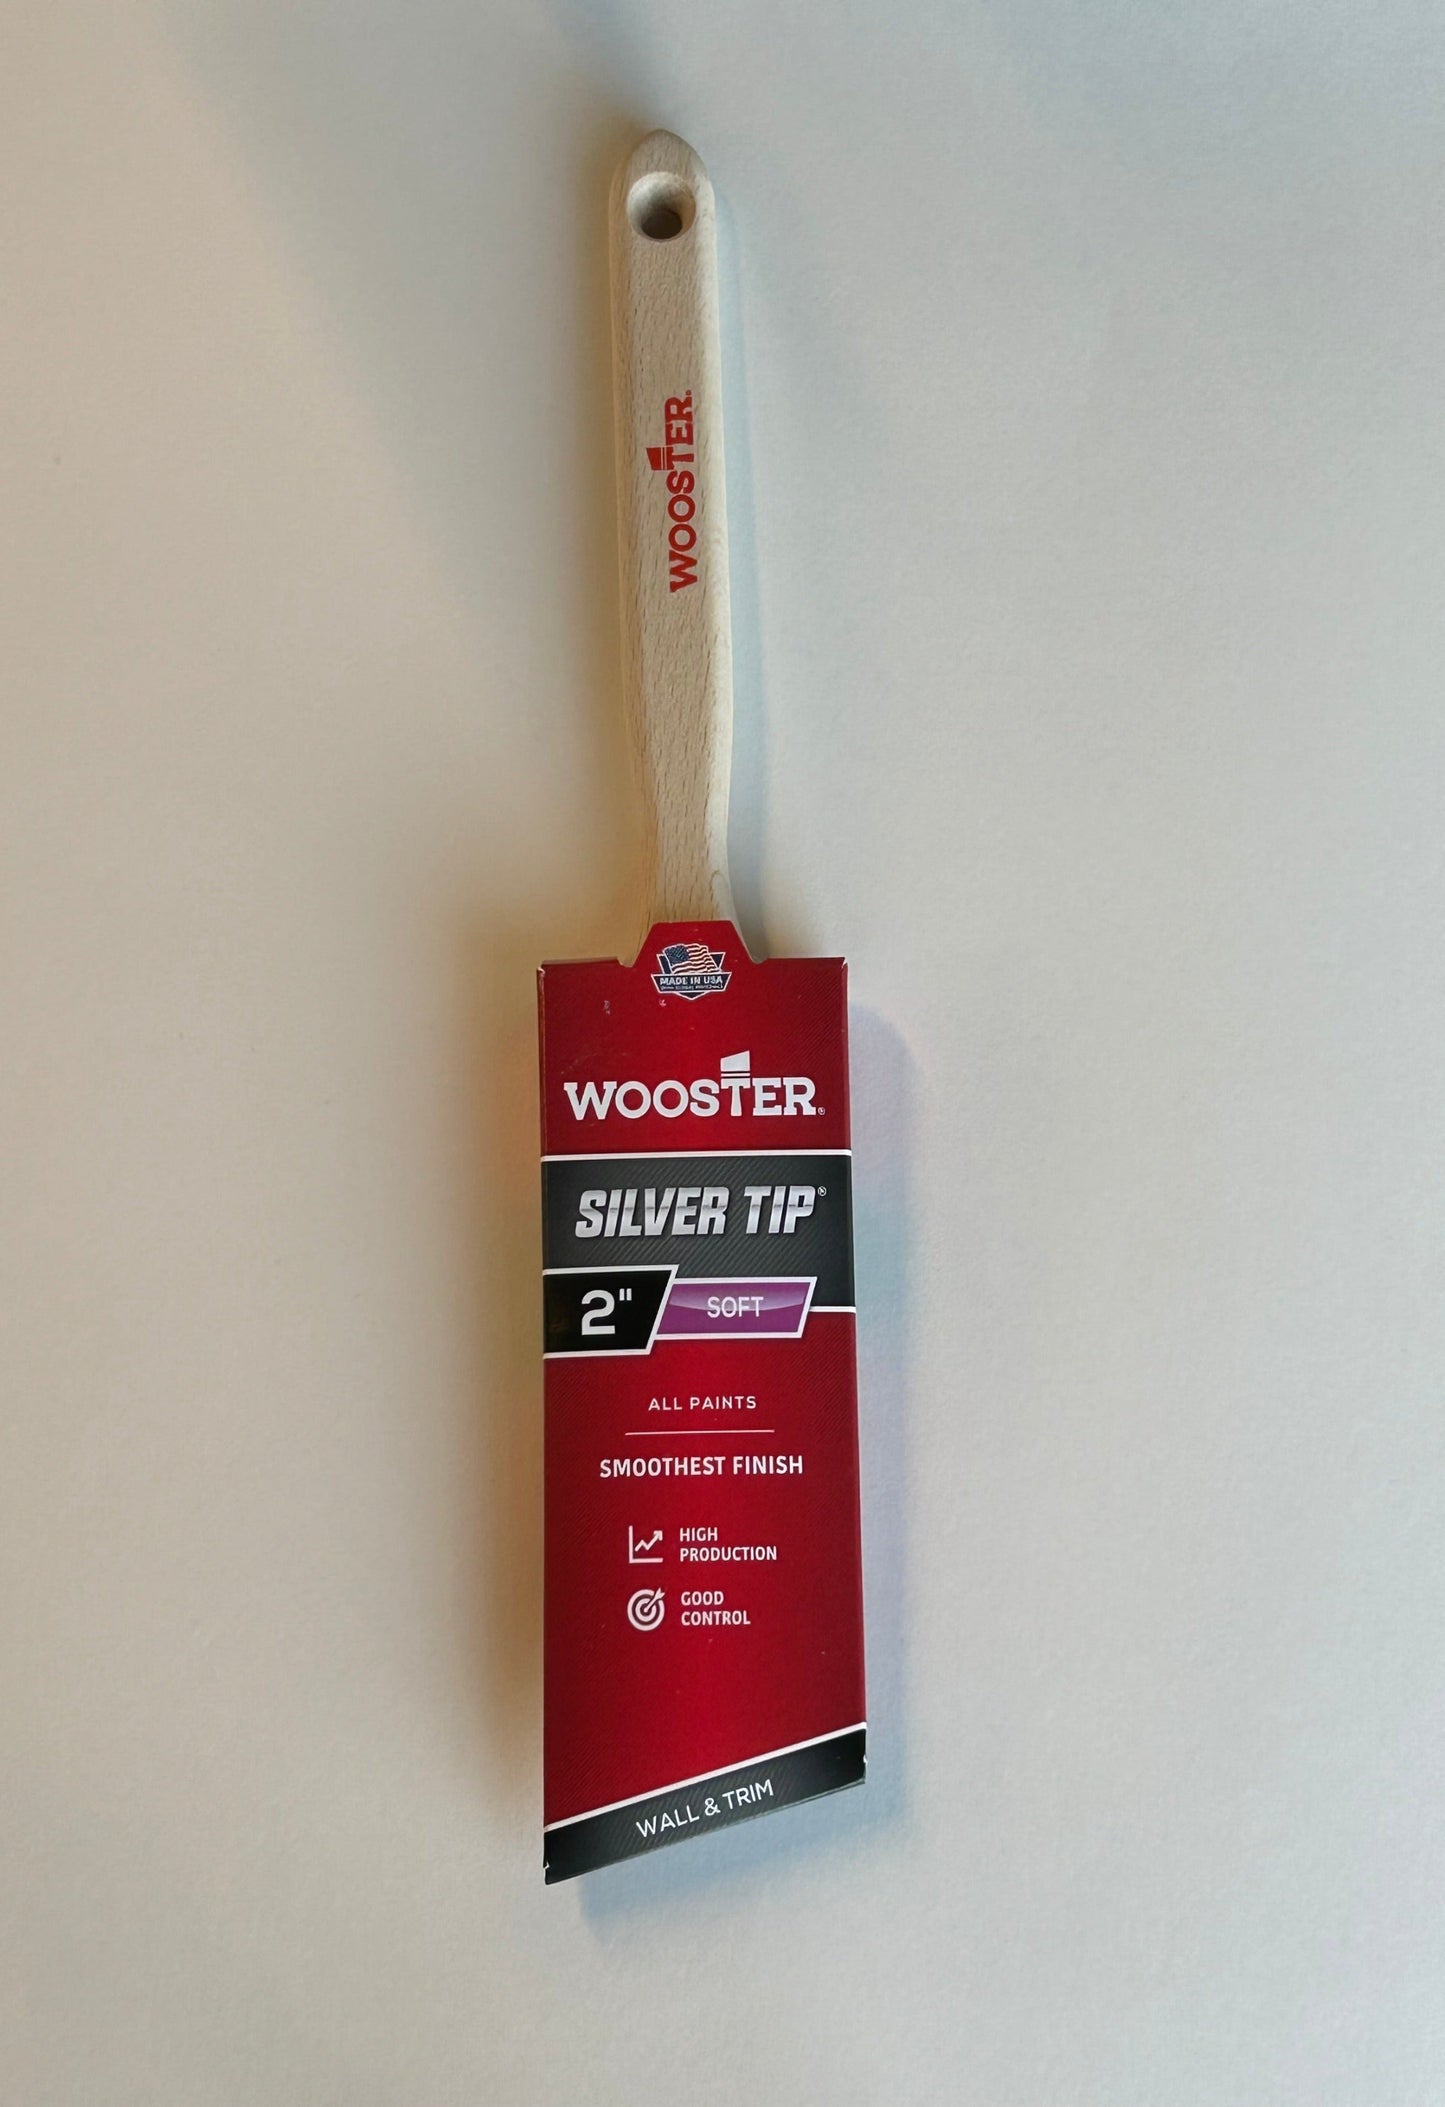 WOOSTER®
MADE IN USA
WOOSTER®
SILVER TIP®
2" SOFT
ALL PAINTS
SMOOTHEST FINISH
HIGH
PRODUCTION
GOOD
CONTROL
WALL & TRIM